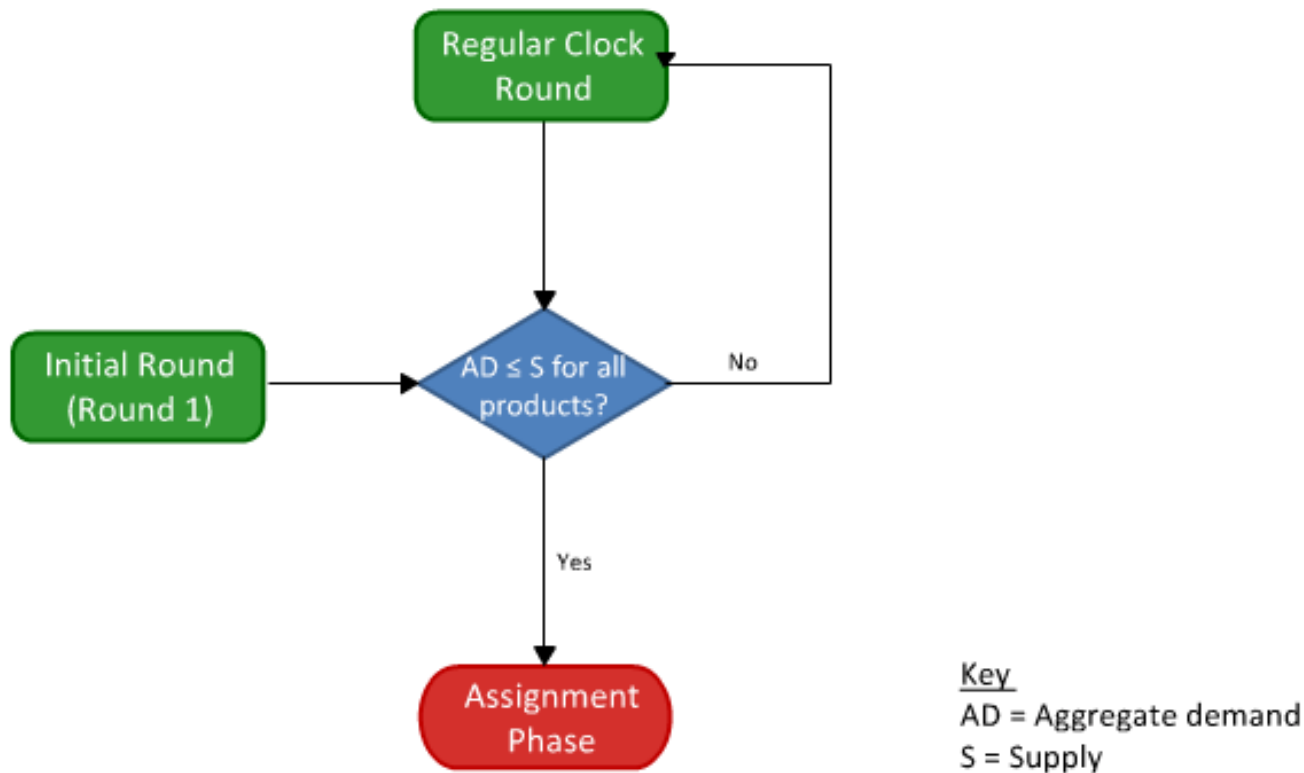 Regular Clock
Round
Initial Round
(Round 1)
AD ≤ S for all
products?
No
Yes
Assignment
Phase
Key
AD = Aggregate demand
S = Supply